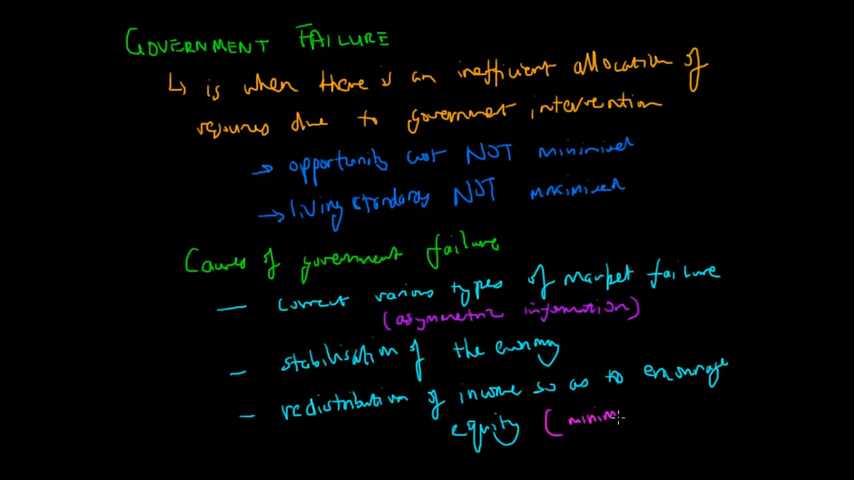 GOVERNMENT FAILURE
↳ is when there is an inefficient allocation of
resources due to government intervention
→ opportunity cost NOT minimised
→ living standards NOT maximised
Causes of government failure
— correct various types of market failure
(asymmetric information)
— stabilisation of the economy
— redistribution of income so as to encourage
equity (minim